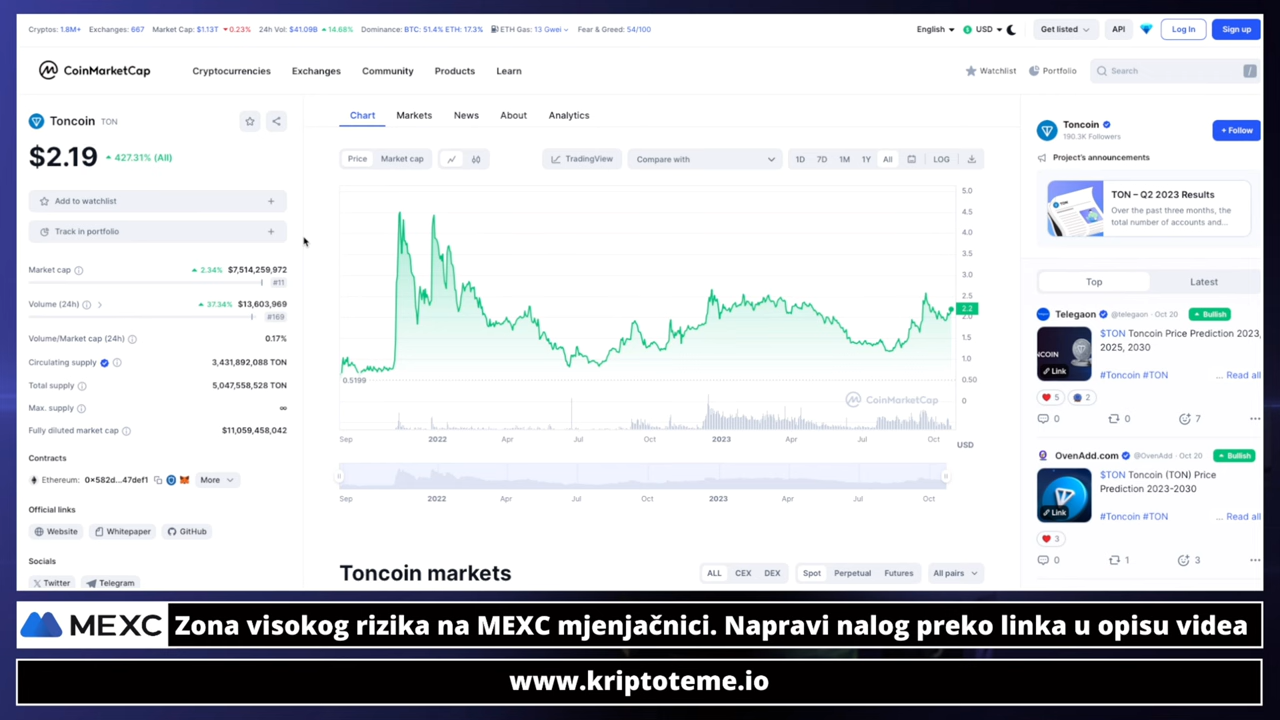 Cryptos: 1.8M+ Exchanges: 667 Market Cap: $1.13T 0.23% 24h Vol: $41.09B 14.68% Dominance: BTC: 51.4% ETH: 17.3% ETH Gas: 13 Gwei Fear & Greed: 54/100
English USD Get listed API Log In Sign up
CoinMarketCap Cryptocurrencies Exchanges Community Products Learn Watchlist Portfolio Search /
Toncoin TON
$2.19 427.31% (All)
Add to watchlist +
Track in portfolio +
Market cap 2.34% $7,514,259,972
#11
Volume (24h) 37.34% $13,603,969
#169
Volume/Market cap (24h) 0.17%
Circulating supply 3,431,892,088 TON
Total supply 5,047,558,528 TON
Max. supply ∞
Fully diluted market cap $11,059,458,042
Contracts
Ethereum: 0x582d...47def1 More
Official links
Website Whitepaper GitHub
Socials
Twitter Telegram
Chart Markets News About Analytics
Price Market cap TradingView Compare with 1D 7D 1M 1Y All LOG
5.0
4.5
4.0
3.5
3.0
2.5
2.2
2.0
1.5
1.0
0.5199 0.50
CoinMarketCap 0
Sep 2022 Apr Jul Oct 2023 Apr Jul Oct USD
Sep 2022 Apr Jul Oct 2023 Apr Jul Oct
Toncoin markets ALL CEX DEX Spot Perpetual Futures All pairs
Toncoin + Follow
190.3K Followers
Project's announcements
TON – Q2 2023 Results
Over the past three months, the
total number of accounts and...
Top Latest
Telegaon @telegaon · Oct 20 Bullish
$TON Toncoin Price Prediction 2023,
2025, 2030
NCOIN
Link
#Toncoin #TON ... Read all
5 2
0 0 7
OvenAdd.com @OvenAdd · Oct 20 Bullish
$TON Toncoin (TON) Price
Prediction 2023-2030
Link
#Toncoin #TON ... Read all
3
0 1 3
MEXC Zona visokog rizika na MEXC mjenjačnici. Napravi nalog preko linka u opisu videa
www.kriptoteme.io